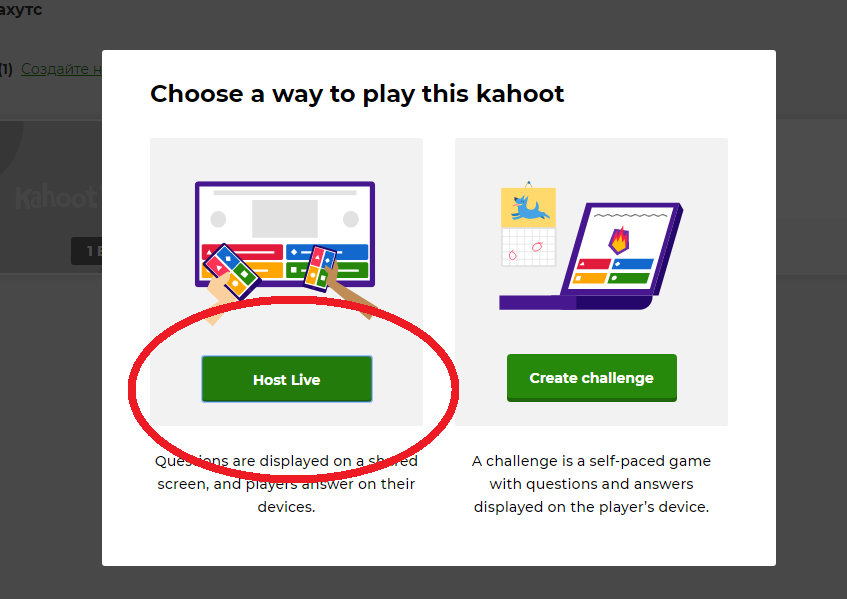 ахутс
(1) Создайте н
Choose a way to play this kahoot
Kahoot!
1 В
Host Live
Create challenge
Questions are displayed on a shared
screen, and players answer on their
devices.
A challenge is a self-paced game
with questions and answers
displayed on the player's device.